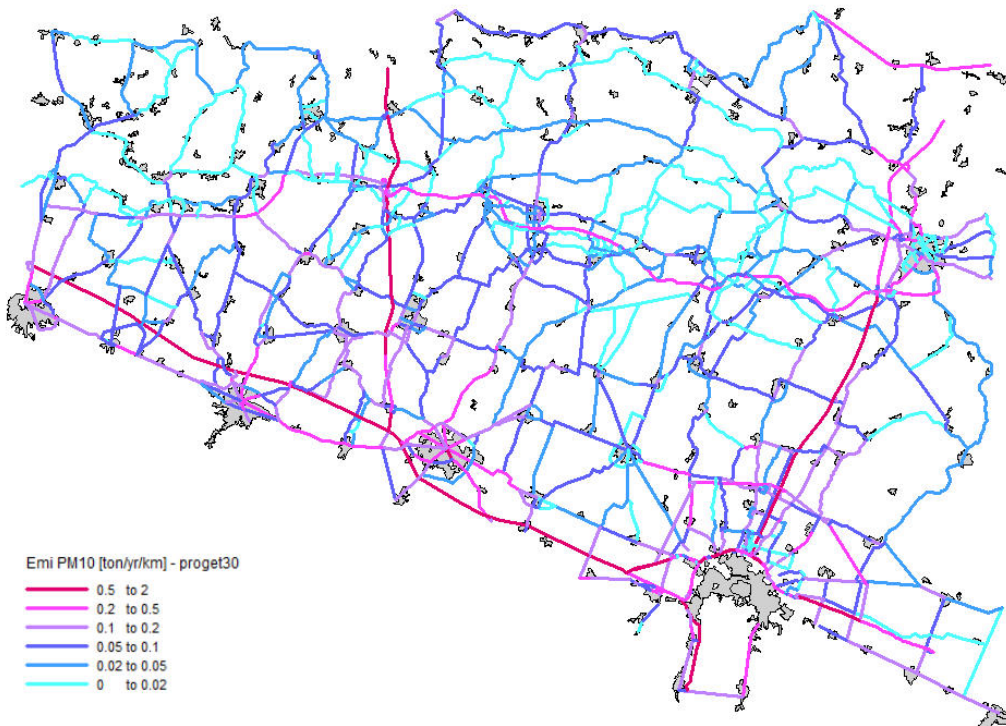 Emi PM10 [ton/yr/km] - proget30
0.5 to 2
0.2 to 0.5
0.1 to 0.2
0.05 to 0.1
0.02 to 0.05
0 to 0.02